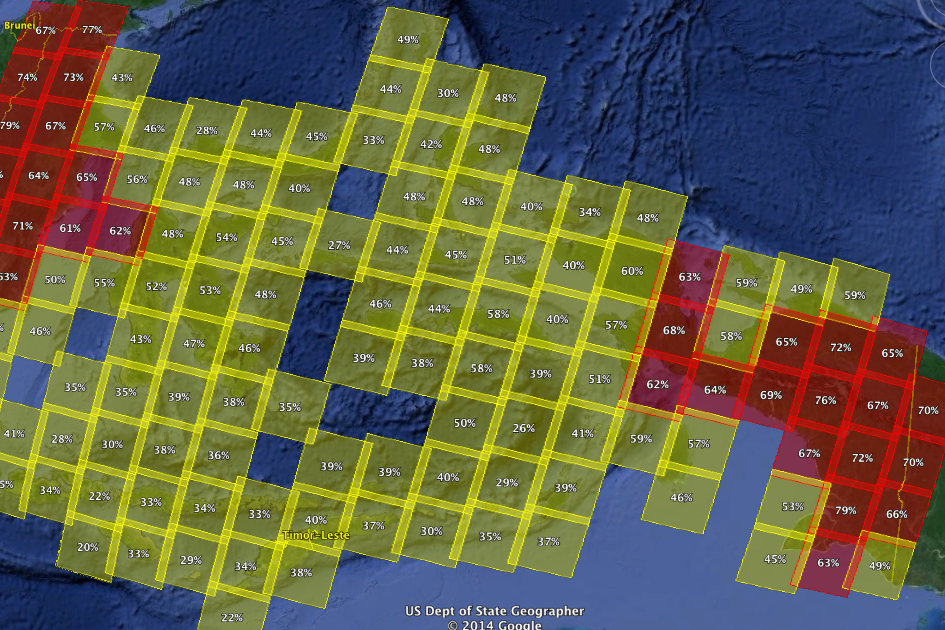 49%
Brunei 67% 77%
74% 73% 43% 44% 30% 48%
79% 67% 57% 46% 28% 44% 45% 33% 42% 48%
64% 65% 56% 48% 48% 40% 48% 48% 40% 34% 48%
71% 61% 62% 48% 54% 45% 27% 44% 45% 51% 40% 60% 63% 59% 49% 59%
53% 50% 55% 52% 53% 48% 46% 44% 58% 40% 57% 68% 58% 65% 72% 65%
46% 43% 47% 46% 39% 38% 58% 39% 51% 62% 64% 69% 76% 67% 70%
35% 35% 39% 38% 35% 50% 26% 41% 59% 57% 67% 72% 70%
41% 28% 30% 38% 36% 39% 39% 40% 29% 39% 46% 53% 79% 66%
5% 34% 22% 33% 34% 33% 40% 37% 30% 35% 37% 45% 63% 49%
Timor-Leste
20% 33% 29% 34% 38%
22%
US Dept of State Geographer
© 2014 Google